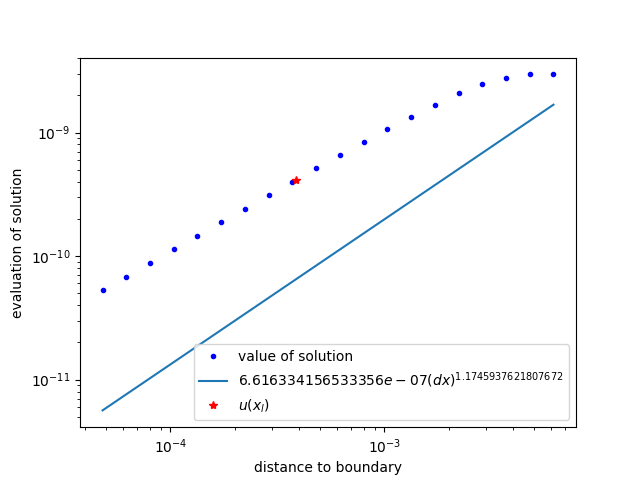 10⁻⁹
10⁻¹⁰
10⁻¹¹
evaluation of solution
value of solution
6.616334156533356e − 07(dx)^1.1745937621807672
u(x_l)
10⁻⁴ 10⁻³
distance to boundary